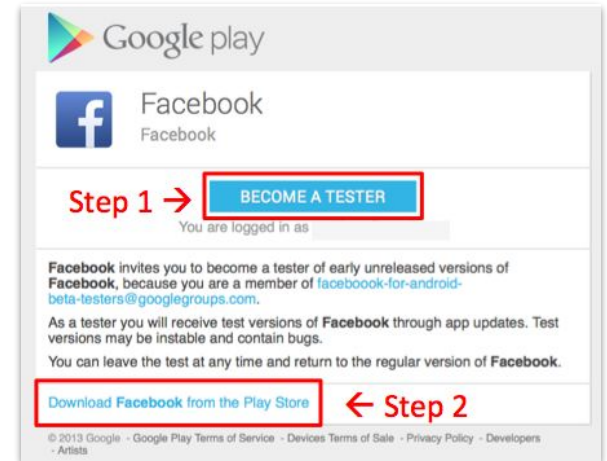 Google play
Facebook
Facebook
Step 1 → BECOME A TESTER
You are logged in as
Facebook invites you to become a tester of early unreleased versions of
Facebook, because you are a member of faceboook-for-android-
beta-testers@googlegroups.com.
As a tester you will receive test versions of Facebook through app updates. Test
versions may be instable and contain bugs.
You can leave the test at any time and return to the regular version of Facebook.
Download Facebook from the Play Store ← Step 2
© 2013 Google - Google Play Terms of Service - Devices Terms of Sale - Privacy Policy - Developers
- Artists